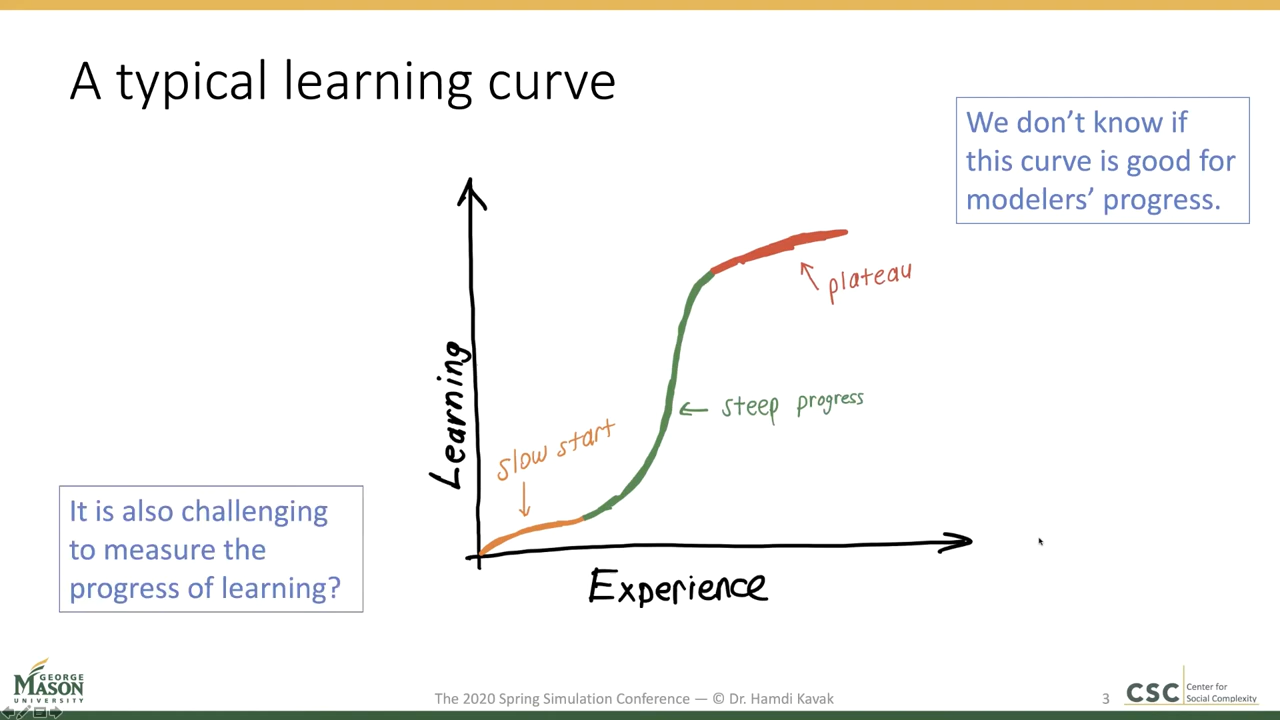 A typical learning curve
We don’t know if
this curve is good for
modelers’ progress.
plateau
steep progress
slow start
Learning
Experience
It is also challenging
to measure the
progress of learning?
GEORGE
MASON
UNIVERSITY
The 2020 Spring Simulation Conference — © Dr. Hamdi Kavak
3
CSC
Center for
Social Complexity